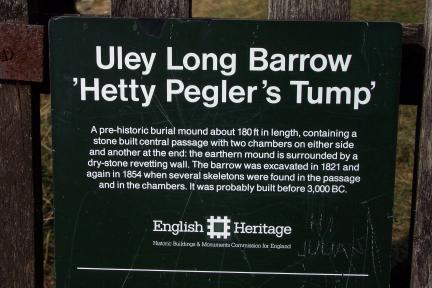 Uley Long Barrow
'Hetty Pegler's Tump'
A pre-historic burial mound about 180 ft in length, containing a
stone built central passage with two chambers on either side
and another at the end: the earthern mound is surrounded by a
dry-stone revetting wall. The barrow was excavated in 1821 and
again in 1854 when several skeletons were found in the passage
and in the chambers. It was probably built before 3,000 BC.
English Heritage
Historic Buildings & Monuments Commission for England
JULIAN